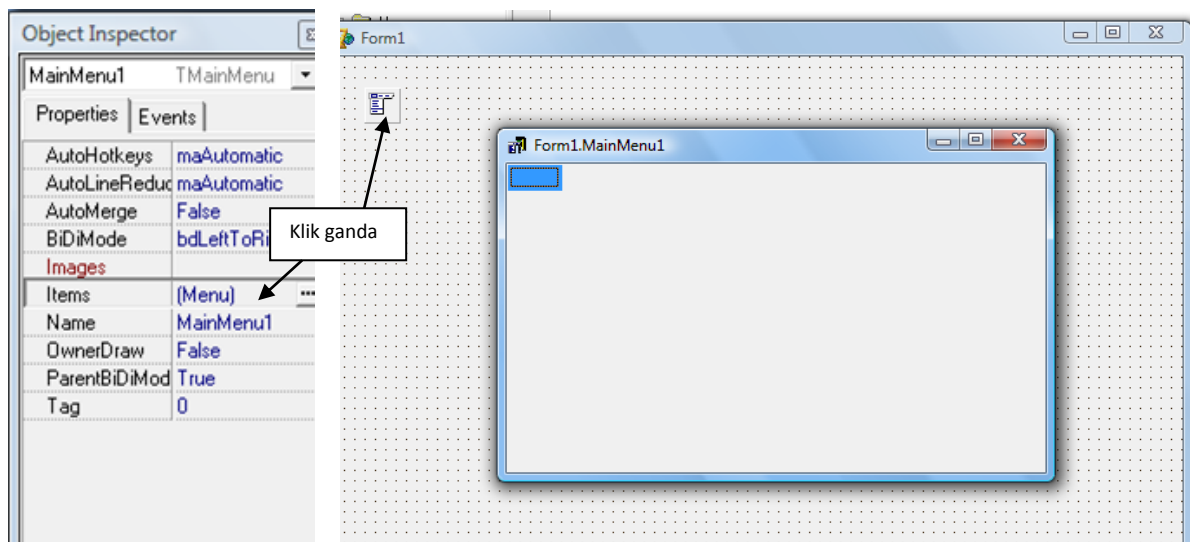 Object Inspector
MainMenu1 TMainMenu
Properties Events
AutoHotkeys maAutomatic
AutoLineReduc maAutomatic
AutoMerge False
BiDiMode bdLeftToRi
Images
Items (Menu) ...
Name MainMenu1
OwnerDraw False
ParentBiDiMod True
Tag 0
Klik ganda
Form1
Form1.MainMenu1